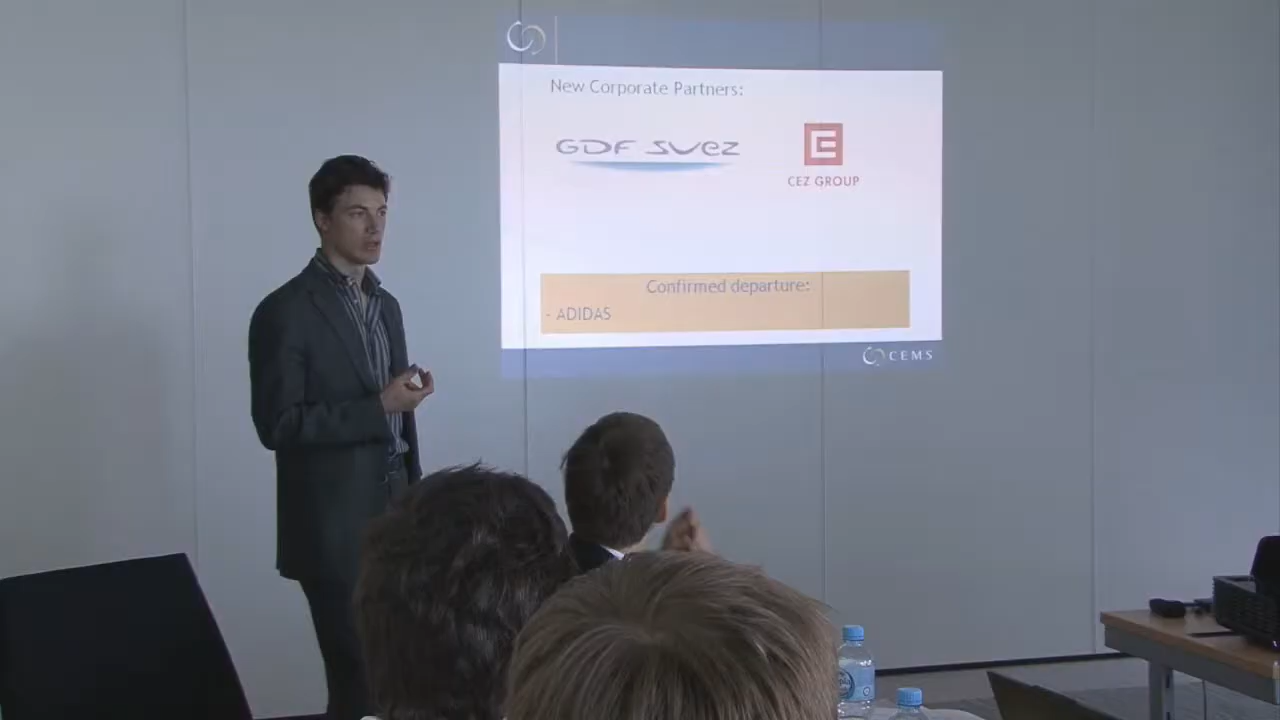 New Corporate Partners:
GDF SUEZ
CEZ GROUP
Confirmed departure:
- ADIDAS
CEMS